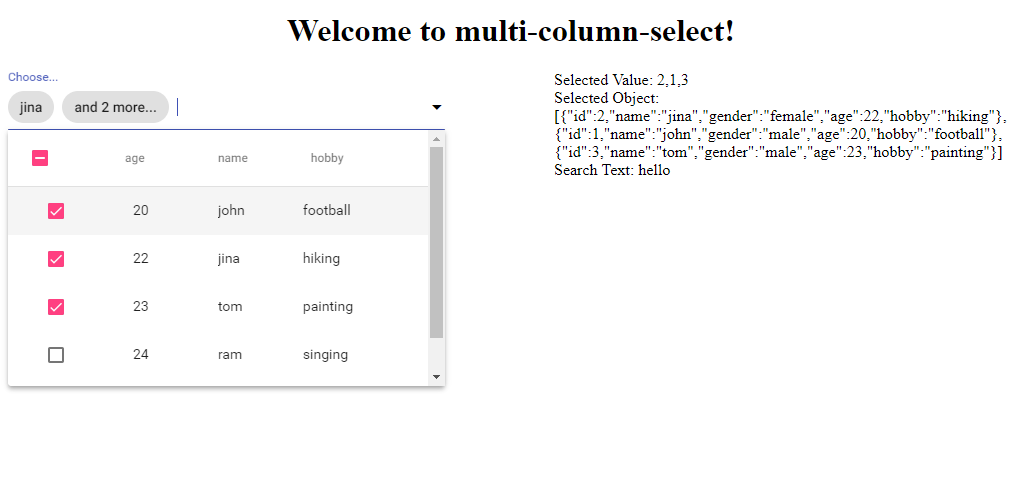 Welcome to multi-column-select!
Choose...
jina and 2 more...
age name hobby
20 john football
22 jina hiking
23 tom painting
24 ram singing
Selected Value: 2,1,3
Selected Object:
[{"id":2,"name":"jina","gender":"female","age":22,"hobby":"hiking"},
{"id":1,"name":"john","gender":"male","age":20,"hobby":"football"},
{"id":3,"name":"tom","gender":"male","age":23,"hobby":"painting"}]
Search Text: hello